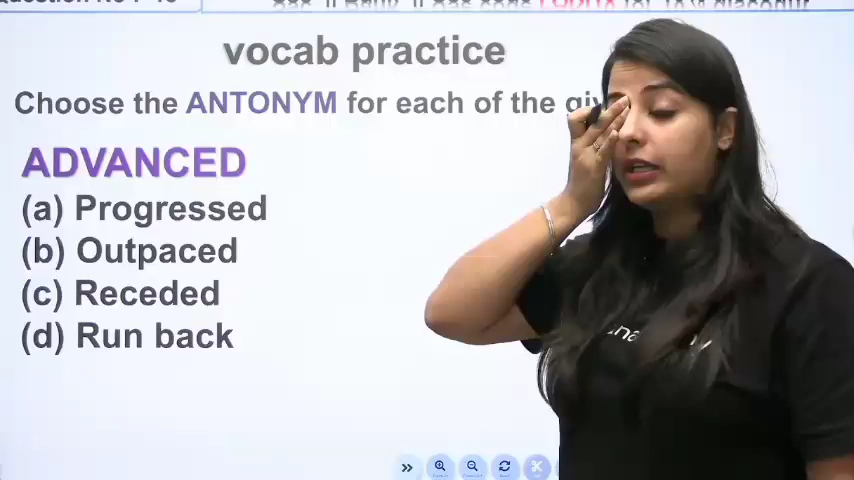 vocab practice
Choose the ANTONYM for each of the giv
ADVANCED
(a) Progressed
(b) Outpaced
(c) Receded
(d) Run back